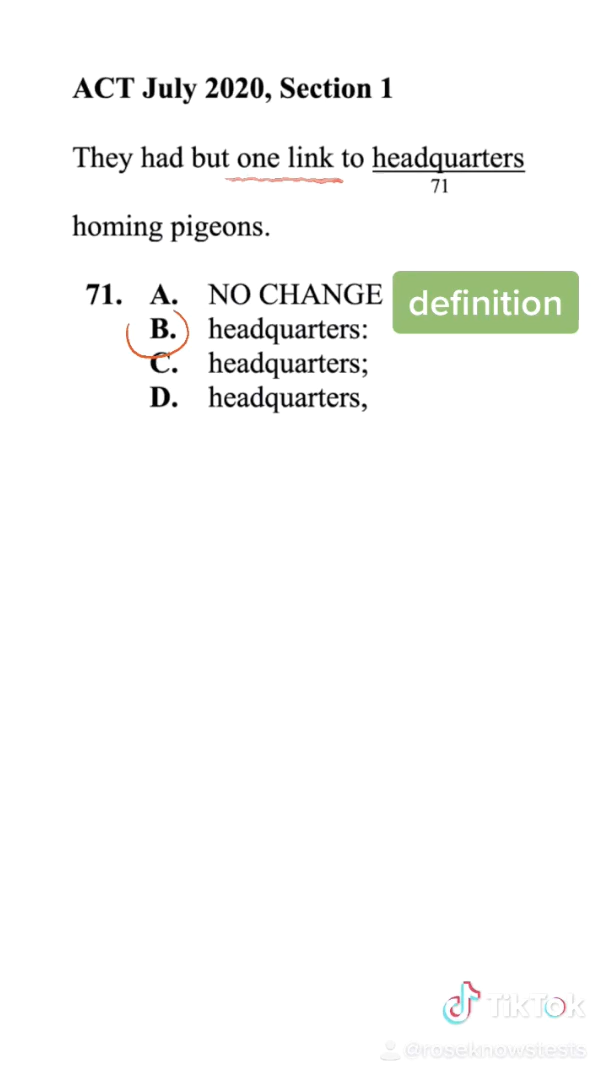 ACT July 2020, Section 1
They had but one link to headquarters
71
homing pigeons.
71. A. NO CHANGE
definition
B. headquarters:
C. headquarters;
D. headquarters,
TikTok
@roseknowstests